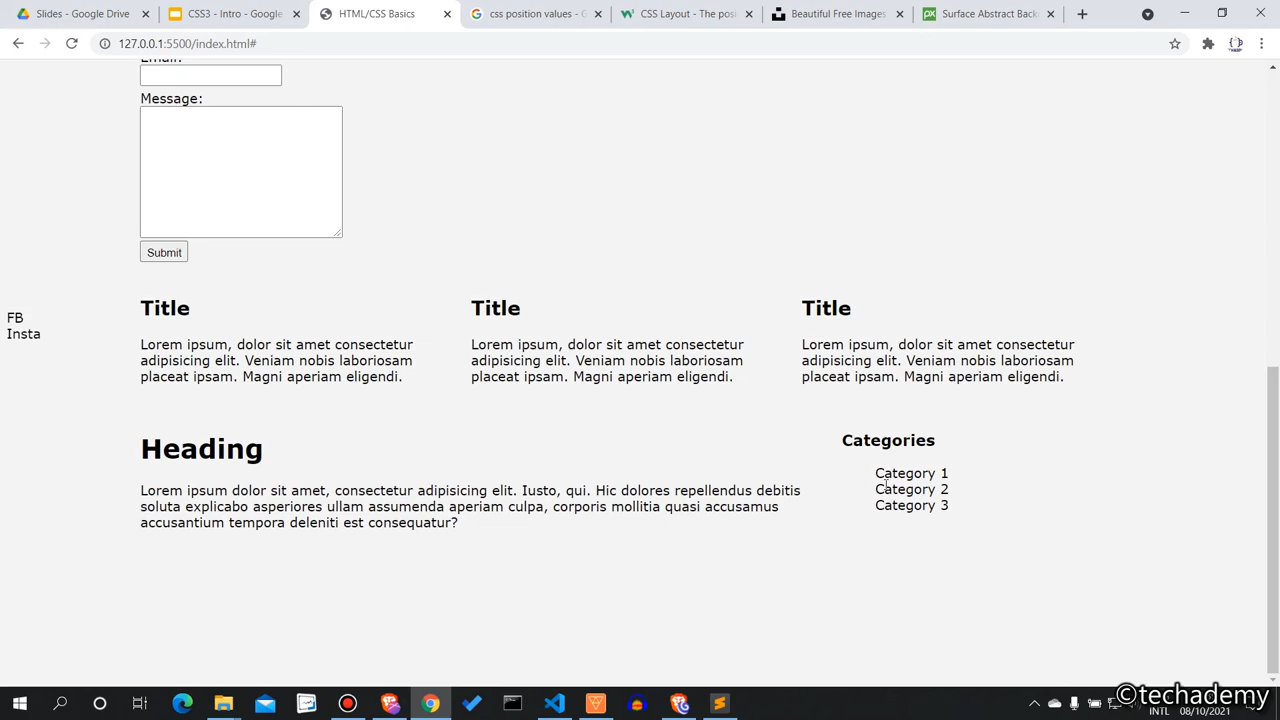 Slides - Google Drive
CSS3 - Intro - Google
HTML/CSS Basics
css position values - G
CSS Layout - The posi
Beautiful Free Images
Surface Abstract Back
127.0.0.1:5500/index.html#
Message:
Submit
FB
Insta
Title
Lorem ipsum, dolor sit amet consectetur
adipisicing elit. Veniam nobis laboriosam
placeat ipsam. Magni aperiam eligendi.
Title
Lorem ipsum, dolor sit amet consectetur
adipisicing elit. Veniam nobis laboriosam
placeat ipsam. Magni aperiam eligendi.
Title
Lorem ipsum, dolor sit amet consectetur
adipisicing elit. Veniam nobis laboriosam
placeat ipsam. Magni aperiam eligendi.
Heading
Lorem ipsum dolor sit amet, consectetur adipisicing elit. Iusto, qui. Hic dolores repellendus debitis
soluta explicabo asperiores ullam assumenda aperiam culpa, corporis mollitia quasi accusamus
accusantium tempora deleniti est consequatur?
Categories
Category 1
Category 2
Category 3
©techademy
INTL 08/10/2021